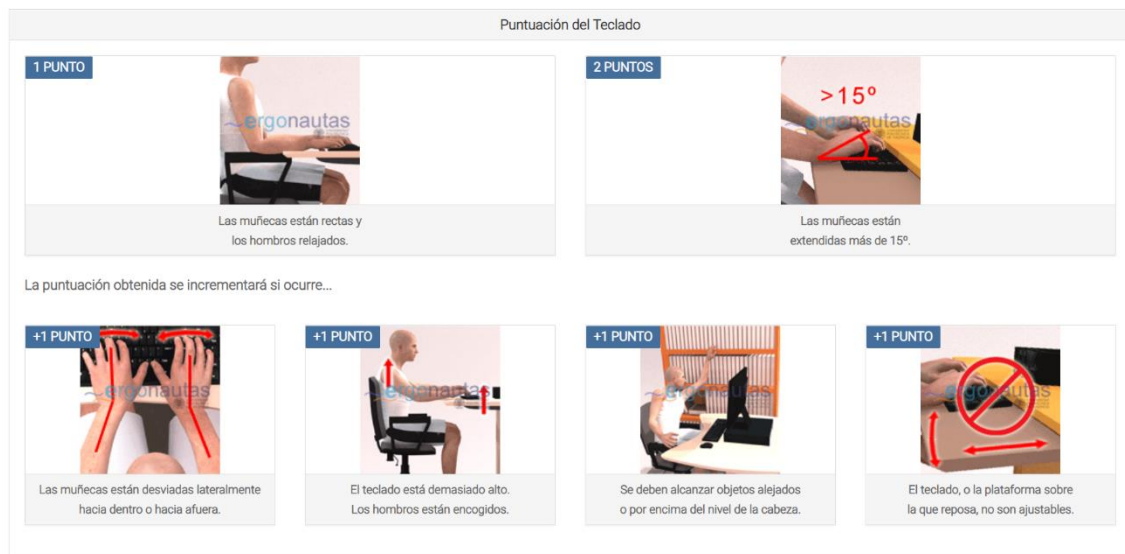 Puntuación del Teclado
1 PUNTO
ergonautas
Las muñecas están rectas y
los hombros relajados.
2 PUNTOS
>15º
ergonautas
Las muñecas están
extendidas más de 15º.
La puntuación obtenida se incrementará si ocurre...
+1 PUNTO
ergonautas
Las muñecas están desviadas lateralmente
hacia dentro o hacia afuera.
+1 PUNTO
ergonautas
El teclado está demasiado alto.
Los hombros están encogidos.
+1 PUNTO
ergonautas
Se deben alcanzar objetos alejados
o por encima del nivel de la cabeza.
+1 PUNTO
ergonautas
El teclado, o la plataforma sobre
la que reposa, no son ajustables.